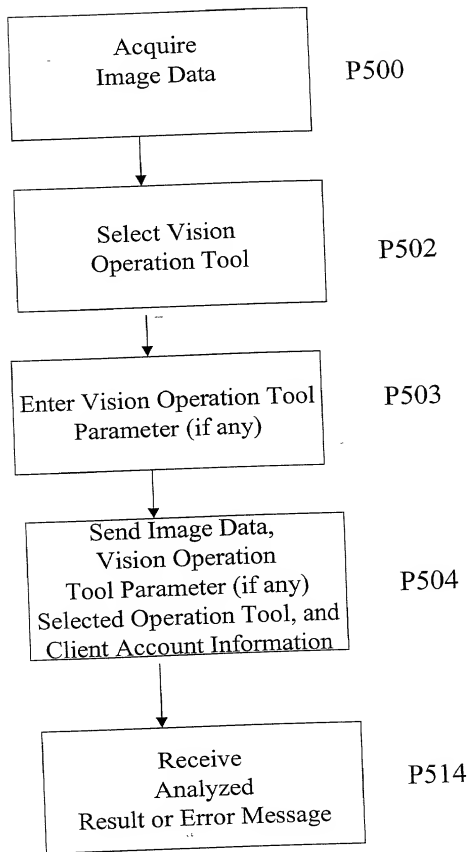 Acquire
Image Data
P500
Select Vision
Operation Tool
P502
Enter Vision Operation Tool
Parameter (if any)
P503
Send Image Data,
Vision Operation
Tool Parameter (if any)
Selected Operation Tool, and
Client Account Information
P504
Receive
Analyzed
Result or Error Message
P514